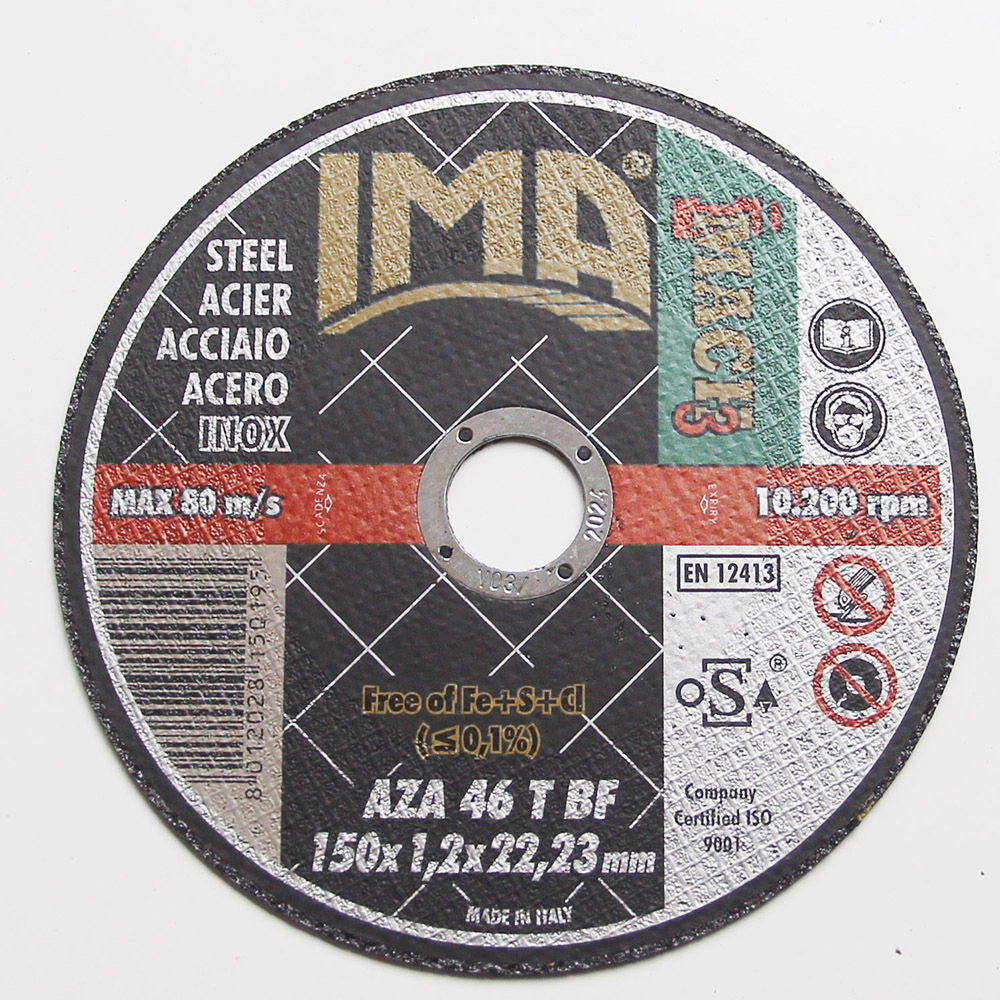 IMA®
MACH3
STEEL
ACIER
ACCIAIO
ACERO
INOX
MAX 80 m/s
SCADENZA
2024
EXPIRY
10.200 rpm
EN 12413
OSA®
Free of Fe+S+Cl
(≤0,1%)
AZA 46 T BF
150x1,2x22,23 mm
Company
Certified ISO
9001
MADE IN ITALY